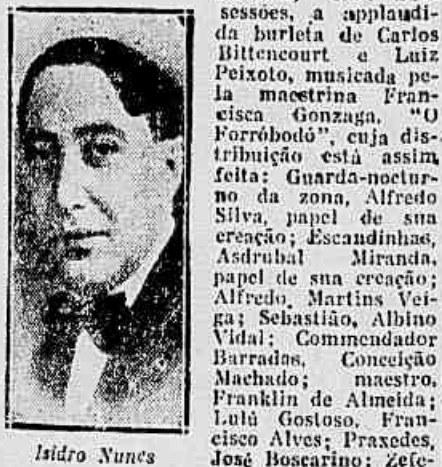 sessões, a applaudi-
da burleta de Carlos
Bittencourt e Luiz
Peixoto, musicada pe-
la maestrina Fran-
cisca Gonzaga, "O
Forróbodó", cuja dis-
tribuição está assim
feita: Guarda-noctur-
no da zona, Alfredo
Silva, papel de sua
creação; Escandinhas,
Asdrubal Miranda,
papel de sua creação;
Alfredo, Martins Vei-
ga; Sebastião, Albino
Vidal; Commendador
Barradas, Conceição
Machado; maestro,
Franklin de Almeida;
Lulú Gostoso, Fran-
cisco Alves; Praxedes,
José Boscarino; Zefe-
Isidro Nunes